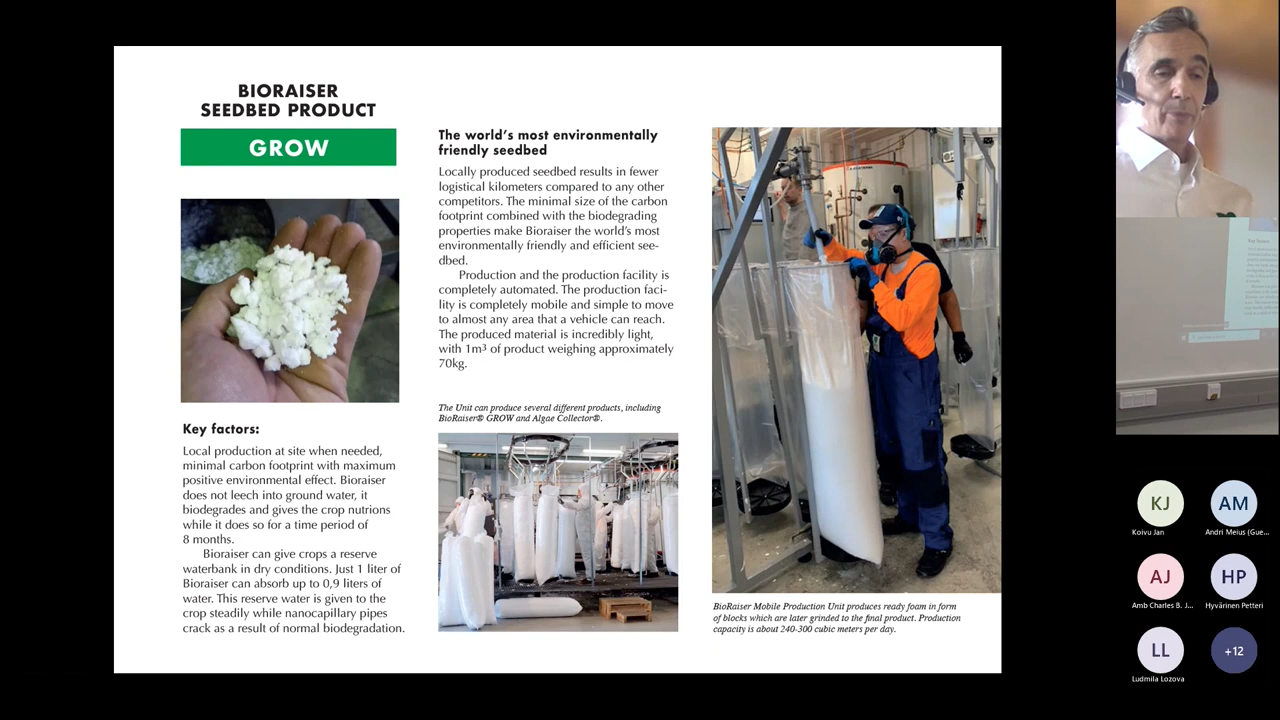 BIORAISER
SEEDBED PRODUCT
GROW
Key factors:
Local production at site when needed,
minimal carbon footprint with maximum
positive environmental effect. Bioraiser
does not leech into ground water, it
biodegrades and gives the crop nutrions
while it does so for a time period of
8 months.
Bioraiser can give crops a reserve
waterbank in dry conditions. Just 1 liter of
Bioraiser can absorb up to 0,9 liters of
water. This reserve water is given to the
crop steadily while nanocapillary pipes
crack as a result of normal biodegradation.
The world's most environmentally
friendly seedbed
Locally produced seedbed results in fewer
logistical kilometers compared to any other
competitors. The minimal size of the carbon
footprint combined with the biodegrading
properties make Bioraiser the world's most
environmentally friendly and efficient see-
dbed.
Production and the production facility is
completely automated. The production faci-
lity is completely mobile and simple to move
to almost any area that a vehicle can reach.
The produced material is incredibly light,
with 1m³ of product weighing approximately
70kg.
The Unit can produce several different products, including
BioRaiser® GROW and Algae Collector®.
BioRaiser Mobile Production Unit produces ready foam in form
of blocks which are later grinded to the final product. Production
capacity is about 240-300 cubic meters per day.
KJ
Koivu Jan
AM
Andri Meius (Gue...
AJ
Amb Charles B. J...
HP
Hyvärinen Petteri
LL
Ludmila Lozova
+12